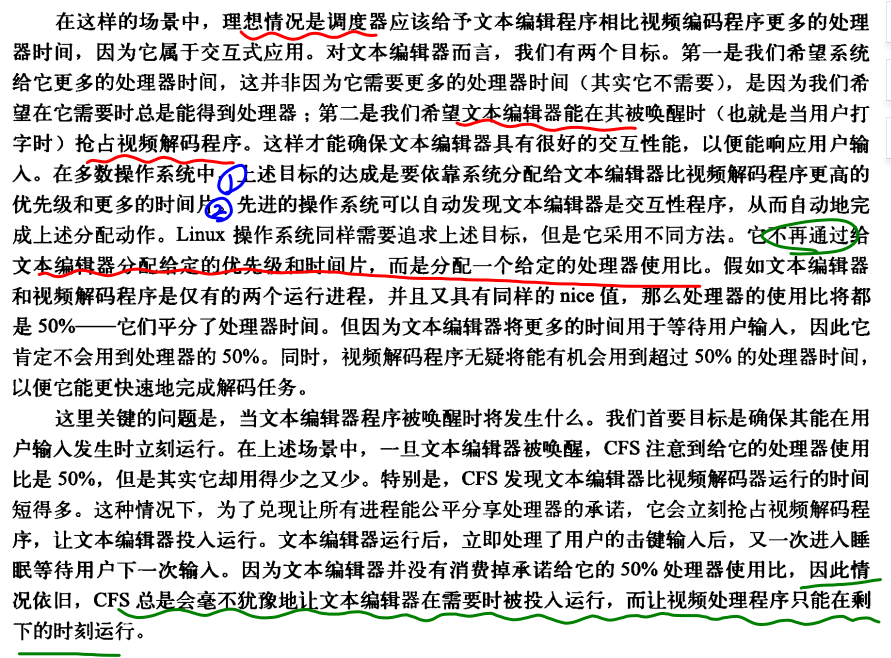 在这样的场景中，理想情况是调度器应该给予文本编辑程序相比视频编码程序更多的处理
器时间，因为它属于交互式应用。对文本编辑器而言，我们有两个目标。第一是我们希望系统
给它更多的处理器时间，这并非因为它需要更多的处理器时间（其实它不需要），是因为我们希
望在它需要时总是能得到处理器；第二是我们希望文本编辑器能在其被唤醒时（也就是当用户打
字时）抢占视频解码程序。这样才能确保文本编辑器具有很好的交互性能，以便能响应用户输
入。在多数操作系统中 1 上述目标的达成是要依靠系统分配给文本编辑器比视频解码程序更高的
优先级和更多的时间片 2 先进的操作系统可以自动发现文本编辑器是交互性程序，从而自动地完
成上述分配动作。Linux 操作系统同样需要追求上述目标，但是它采用不同方法。它不再通过给
文本编辑器分配给定的优先级和时间片，而是分配一个给定的处理器使用比。假如文本编辑器
和视频解码程序是仅有的两个运行进程，并且又具有同样的 nice 值，那么处理器的使用比将都
是 50%——它们平分了处理器时间。但因为文本编辑器将更多的时间用于等待用户输入，因此它
肯定不会用到处理器的 50%。同时，视频解码程序无疑将能有机会用到超过 50% 的处理器时间，
以便它能更快速地完成解码任务。
这里关键的问题是，当文本编辑器程序被唤醒时将发生什么。我们首要目标是确保其能在用
户输入发生时立刻运行。在上述场景中，一旦文本编辑器被唤醒，CFS 注意到给它的处理器使用
比是 50%，但是其实它却用得少之又少。特别是，CFS 发现文本编辑器比视频解码器运行的时间
短得多。这种情况下，为了兑现让所有进程能公平分享处理器的承诺，它会立刻抢占视频解码程
序，让文本编辑器投入运行。文本编辑器运行后，立即处理了用户的击键输入后，又一次进入睡
眠等待用户下一次输入。因为文本编辑器并没有消费掉承诺给它的 50% 处理器使用比，因此情
况依旧，CFS 总是会毫不犹豫地让文本编辑器在需要时被投入运行，而让视频处理程序只能在剩
下的时刻运行。